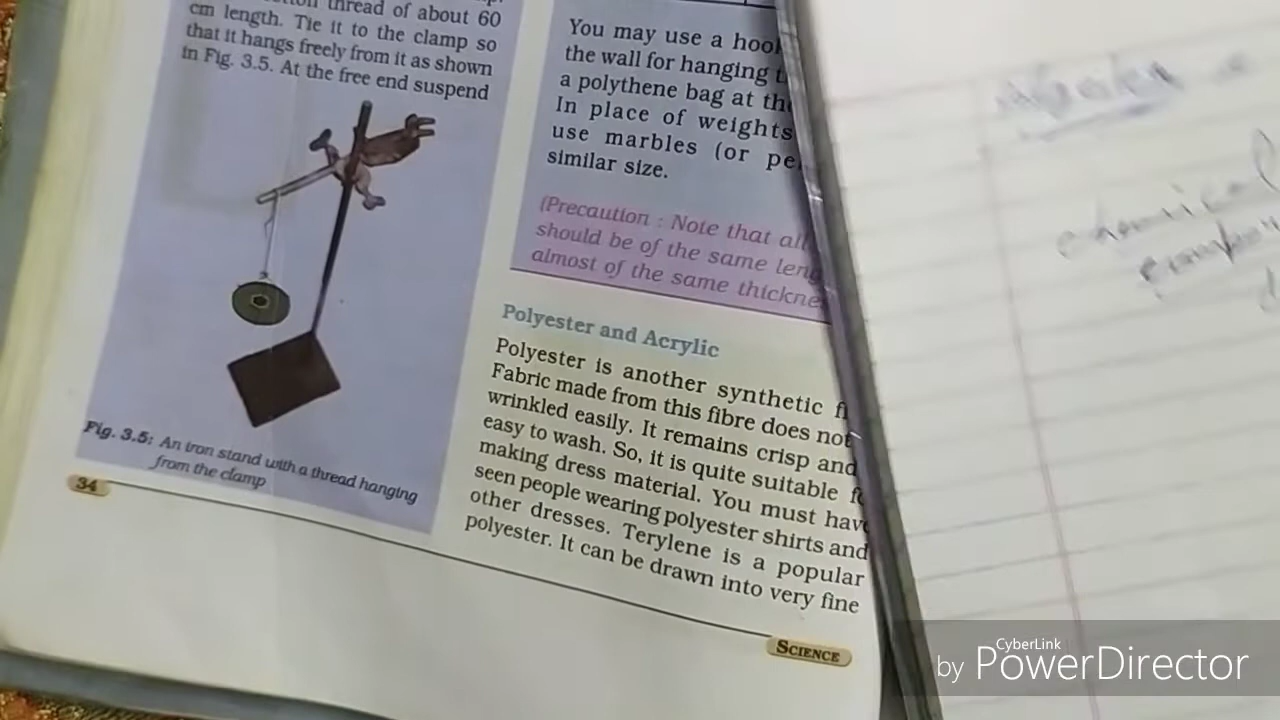 thread of about 60
cm length. Tie it to the clamp so
that it hangs freely from it as shown
in Fig. 3.5. At the free end suspend
Fig. 3.5: An iron stand with a thread hanging
from the clamp
34
You may use a hook
the wall for hanging
a polythene bag at
In place of weights
use marbles (or
similar size.
(Precaution : Note that all
should be of the same
almost of the same
Polyester and Acrylic
Polyester is another synthetic
Fabric made from this fibre does not
wrinkled easily. It remains crisp and
easy to wash. So, it is quite suitable
making dress material. You must have
seen people wearing polyester shirts and
other dresses. Terylene is a popular
polyester. It can be drawn into very fine
SCIENCE
chemical
CyberLink
by PowerDirector